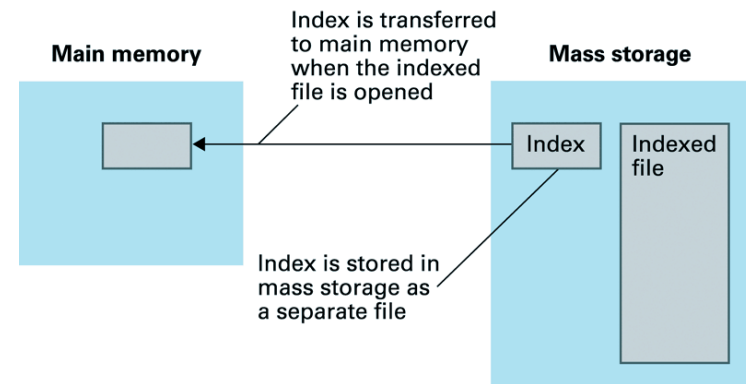 Main memory
Index is transferred
to main memory
when the indexed
file is opened
Mass storage
Index
Indexed
file
Index is stored in
mass storage as
a separate file